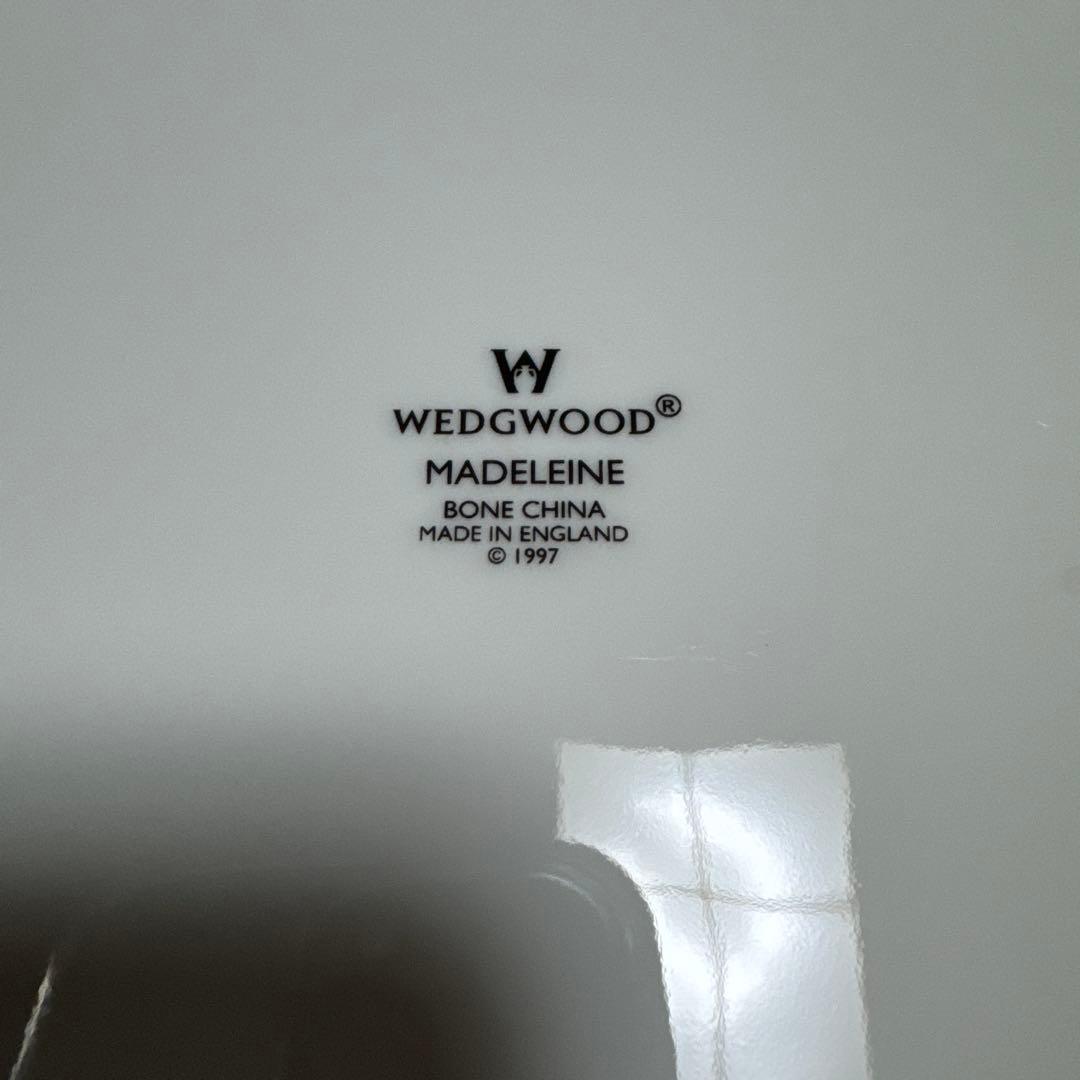 W
WEDGWOOD®
MADELEINE
BONE CHINA
MADE IN ENGLAND
© 1997